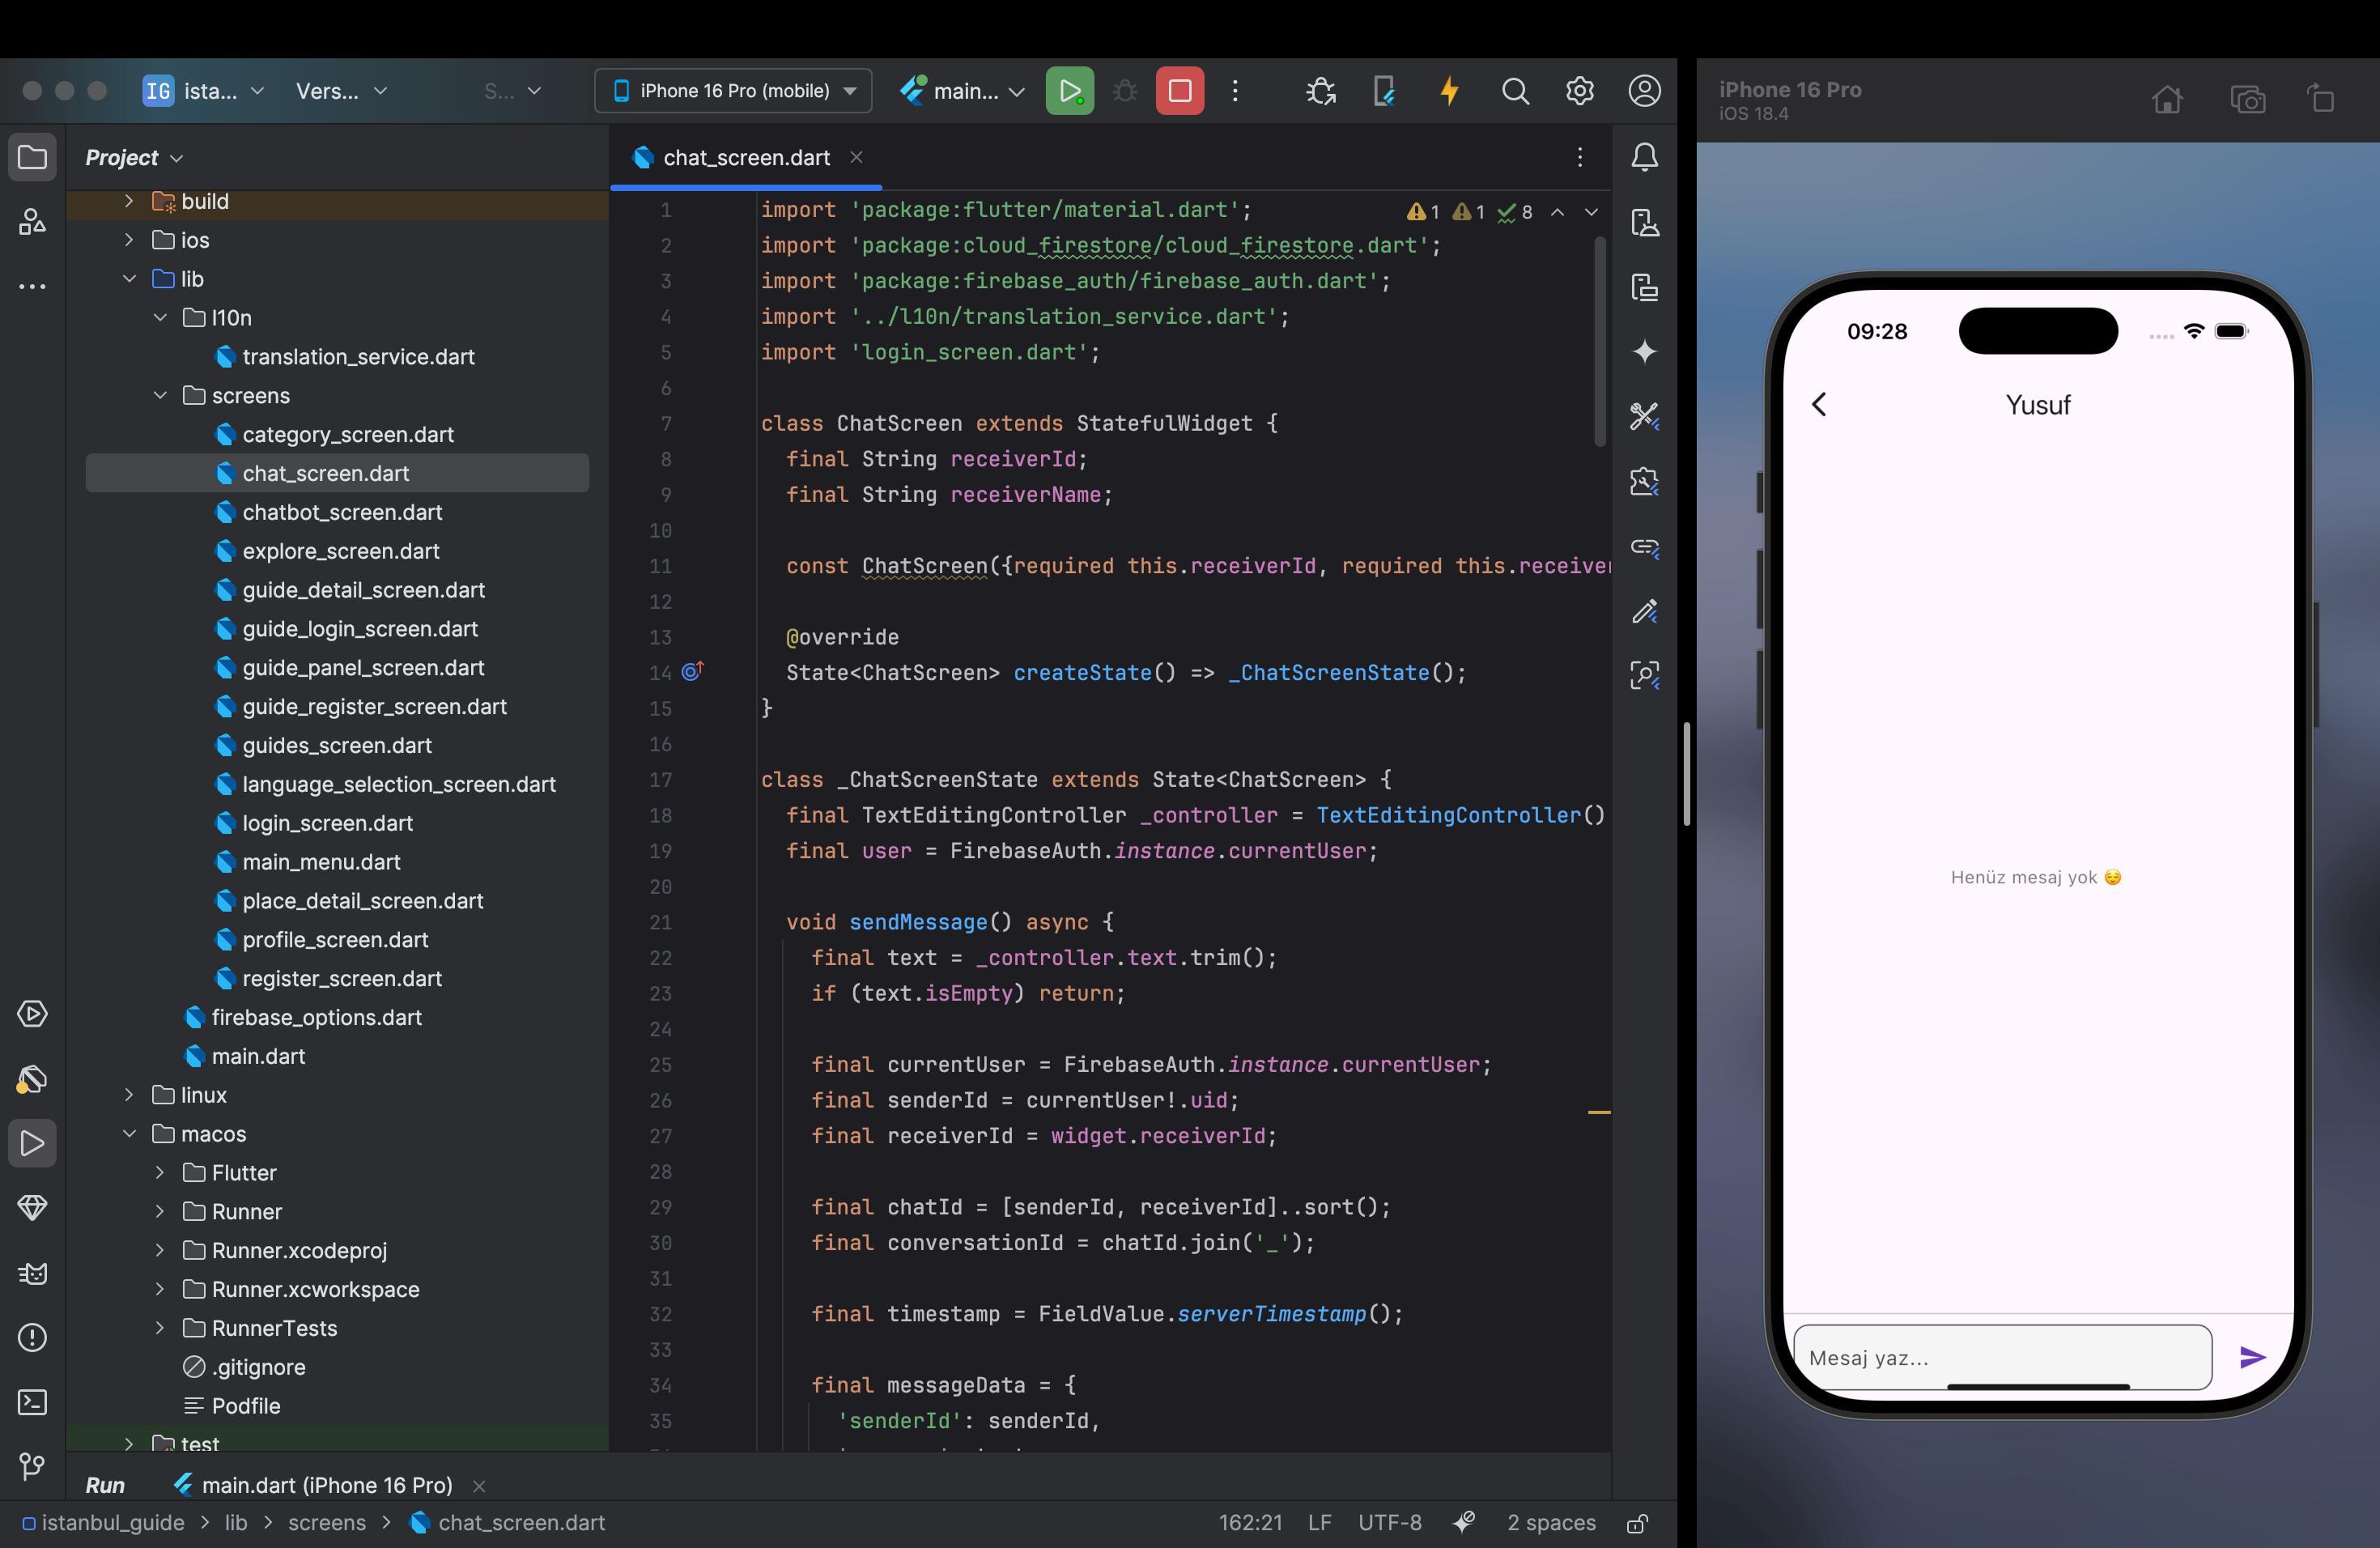 IG ista... Vers... S... iPhone 16 Pro (mobile) main...
Project
build
ios
lib
l10n
translation_service.dart
screens
category_screen.dart
chat_screen.dart
chatbot_screen.dart
explore_screen.dart
guide_detail_screen.dart
guide_login_screen.dart
guide_panel_screen.dart
guide_register_screen.dart
guides_screen.dart
language_selection_screen.dart
login_screen.dart
main_menu.dart
place_detail_screen.dart
profile_screen.dart
register_screen.dart
firebase_options.dart
main.dart
linux
macos
Flutter
Runner
Runner.xcodeproj
Runner.xcworkspace
RunnerTests
.gitignore
Podfile
test
chat_screen.dart
1 1 8
1 import 'package:flutter/material.dart';
2 import 'package:cloud_firestore/cloud_firestore.dart';
3 import 'package:firebase_auth/firebase_auth.dart';
4 import '../l10n/translation_service.dart';
5 import 'login_screen.dart';
6
7 class ChatScreen extends StatefulWidget {
8 final String receiverId;
9 final String receiverName;
10
11 const ChatScreen({required this.receiverId, required this.receiver
12
13 @override
14 State<ChatScreen> createState() => _ChatScreenState();
15 }
16
17 class _ChatScreenState extends State<ChatScreen> {
18 final TextEditingController _controller = TextEditingController()
19 final user = FirebaseAuth.instance.currentUser;
20
21 void sendMessage() async {
22 final text = _controller.text.trim();
23 if (text.isEmpty) return;
24
25 final currentUser = FirebaseAuth.instance.currentUser;
26 final senderId = currentUser!.uid;
27 final receiverId = widget.receiverId;
28
29 final chatId = [senderId, receiverId]..sort();
30 final conversationId = chatId.join('_');
31
32 final timestamp = FieldValue.serverTimestamp();
33
34 final messageData = {
35 'senderId': senderId,
Run main.dart (iPhone 16 Pro)
istanbul_guide > lib > screens > chat_screen.dart
162:21 LF UTF-8 2 spaces
iPhone 16 Pro
iOS 18.4
09:28
Yusuf
Henüz mesaj yok 😌
Mesaj yaz...